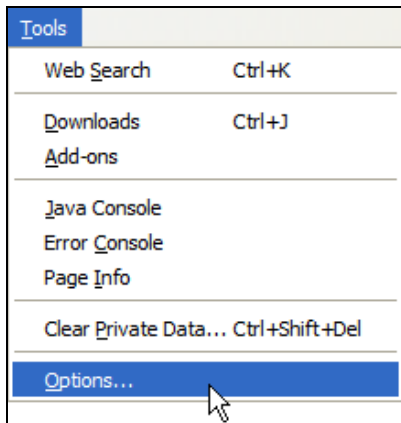 Tools
Web Search Ctrl+K
Downloads Ctrl+J
Add-ons
Java Console
Error Console
Page Info
Clear Private Data... Ctrl+Shift+Del
Options...